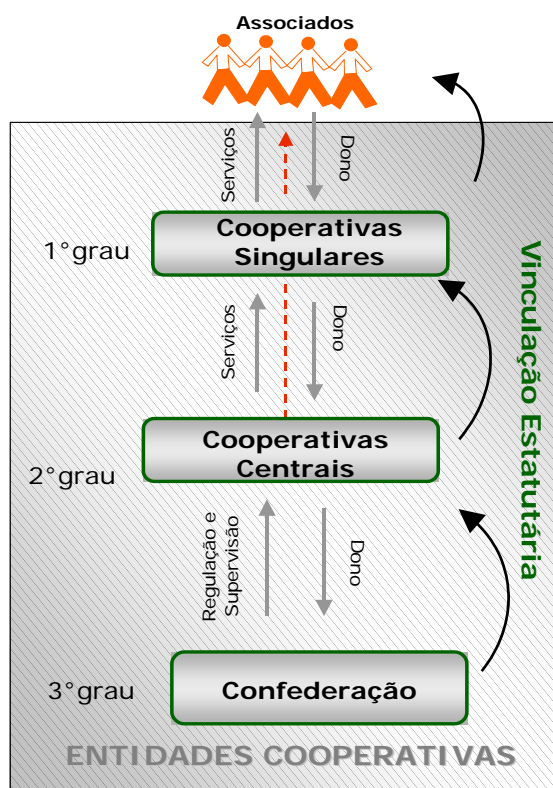 Associados
Serviços
Dono
1°grau
Cooperativas
Singulares
Serviços
Dono
Vinculação Estatutária
2°grau
Cooperativas
Centrais
Regulação e
Supervisão
Dono
3°grau
Confederação
ENTIDADES COOPERATIVAS